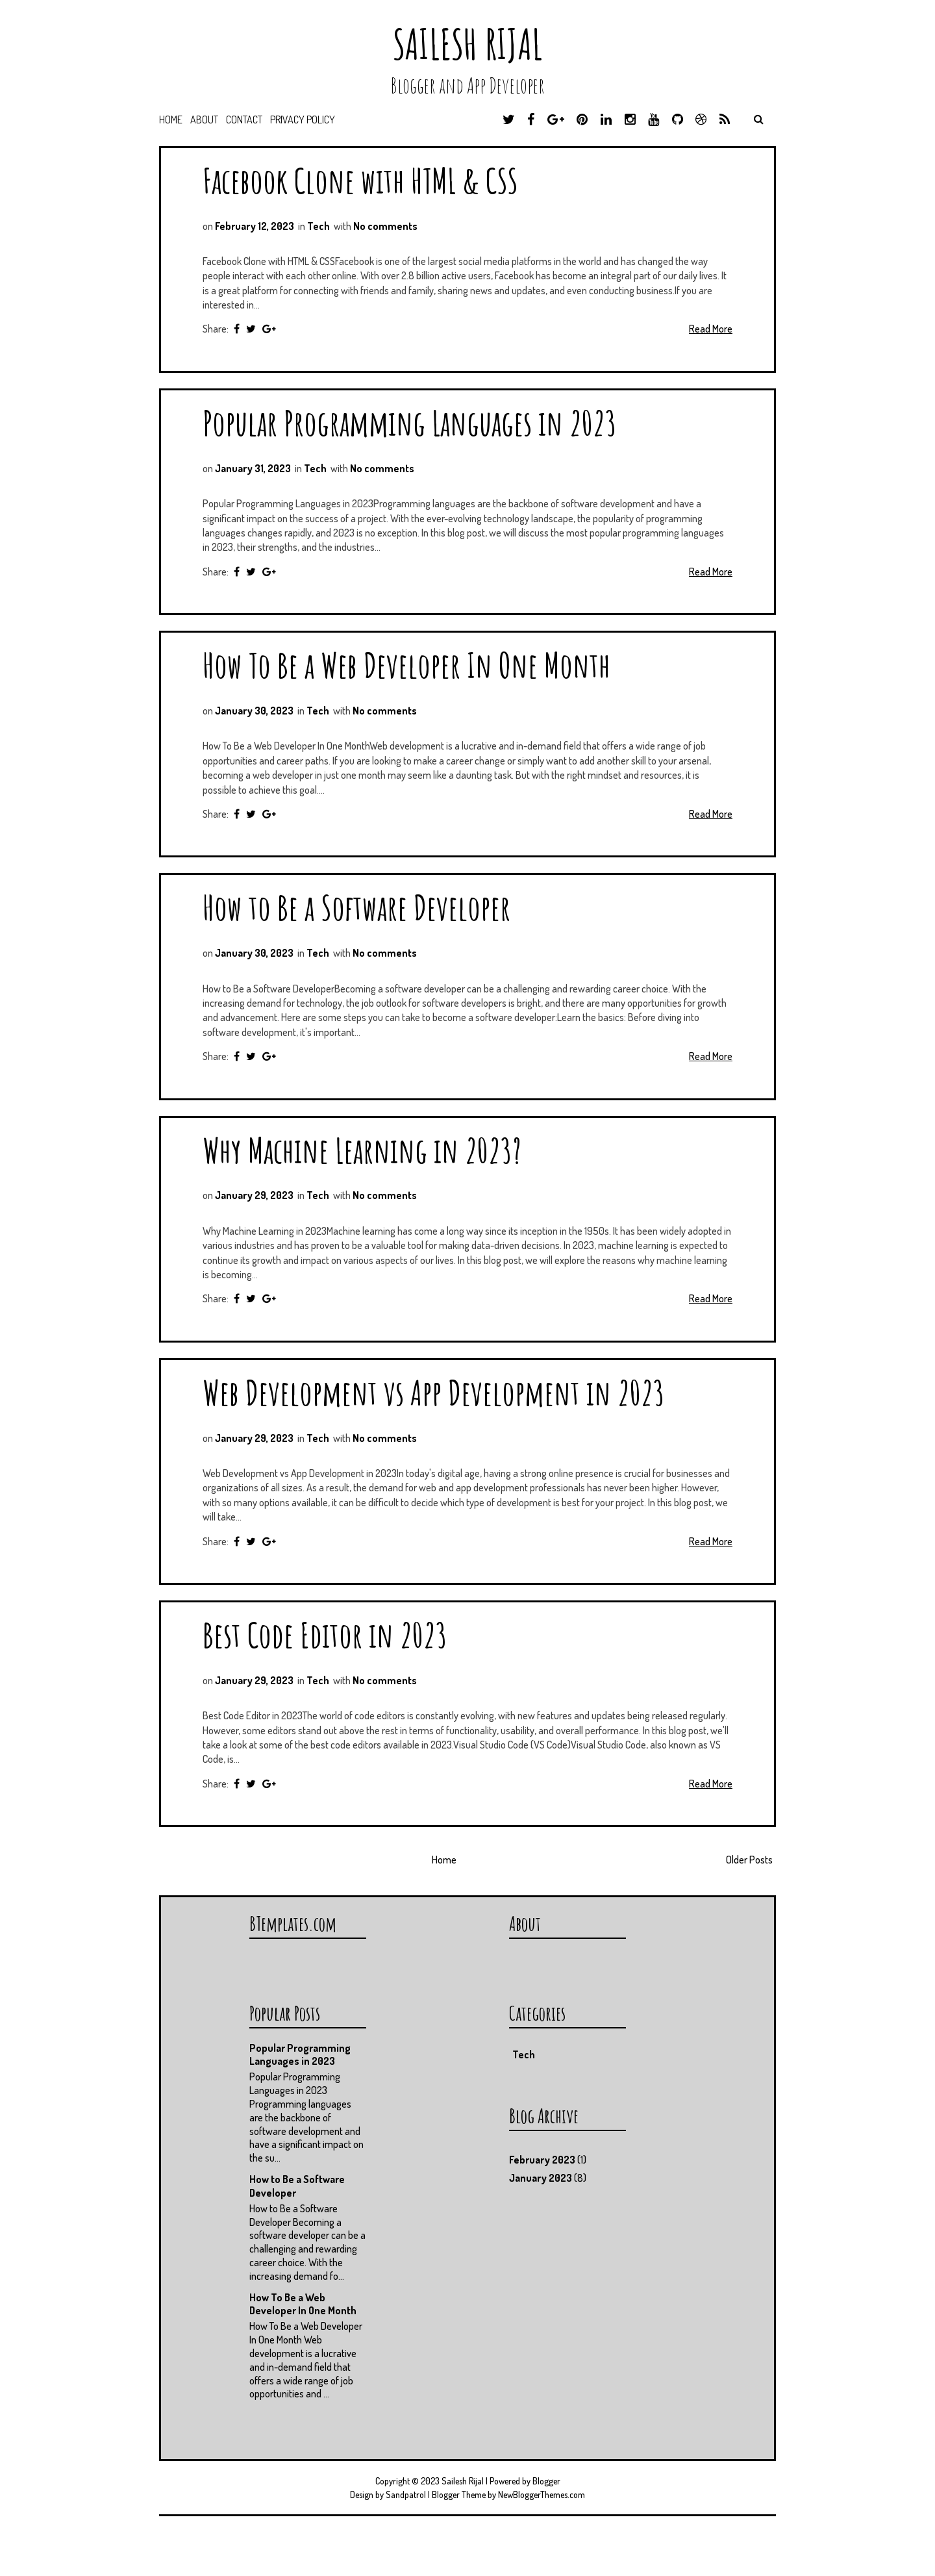 Sailesh Rijal
Blogger and App Developer
HOME ABOUT CONTACT PRIVACY POLICY
Facebook Clone with HTML & CSS
on February 12, 2023 in Tech with No comments
Facebook Clone with HTML & CSSFacebook is one of the largest social media platforms in the world and has changed the way
people interact with each other online. With over 2.8 billion active users, Facebook has become an integral part of our daily lives. It
is a great platform for connecting with friends and family, sharing news and updates, and even conducting business.If you are
interested in...
Share: Read More
Popular Programming Languages in 2023
on January 31, 2023 in Tech with No comments
Popular Programming Languages in 2023Programming languages are the backbone of software development and have a
significant impact on the success of a project. With the ever-evolving technology landscape, the popularity of programming
languages changes rapidly, and 2023 is no exception. In this blog post, we will discuss the most popular programming languages
in 2023, their strengths, and the industries...
Share: Read More
How To Be a Web Developer In One Month
on January 30, 2023 in Tech with No comments
How To Be a Web Developer In One MonthWeb development is a lucrative and in-demand field that offers a wide range of job
opportunities and career paths. If you are looking to make a career change or simply want to add another skill to your arsenal,
becoming a web developer in just one month may seem like a daunting task. But with the right mindset and resources, it is
possible to achieve this goal....
Share: Read More
How to Be a Software Developer
on January 30, 2023 in Tech with No comments
How to Be a Software DeveloperBecoming a software developer can be a challenging and rewarding career choice. With the
increasing demand for technology, the job outlook for software developers is bright, and there are many opportunities for growth
and advancement. Here are some steps you can take to become a software developer:Learn the basics: Before diving into
software development, it's important...
Share: Read More
Why Machine Learning in 2023?
on January 29, 2023 in Tech with No comments
Why Machine Learning in 2023Machine learning has come a long way since its inception in the 1950s. It has been widely adopted in
various industries and has proven to be a valuable tool for making data-driven decisions. In 2023, machine learning is expected to
continue its growth and impact on various aspects of our lives. In this blog post, we will explore the reasons why machine learning
is becoming...
Share: Read More
Web Development vs App Development in 2023
on January 29, 2023 in Tech with No comments
Web Development vs App Development in 2023In today's digital age, having a strong online presence is crucial for businesses and
organizations of all sizes. As a result, the demand for web and app development professionals has never been higher. However,
with so many options available, it can be difficult to decide which type of development is best for your project. In this blog post, we
will take...
Share: Read More
Best Code Editor in 2023
on January 29, 2023 in Tech with No comments
Best Code Editor in 2023The world of code editors is constantly evolving, with new features and updates being released regularly.
However, some editors stand out above the rest in terms of functionality, usability, and overall performance. In this blog post, we'll
take a look at some of the best code editors available in 2023.Visual Studio Code (VS Code)Visual Studio Code, also known as VS
Code, is...
Share: Read More
Home Older Posts
BTemplates.com
Popular Posts
Popular Programming
Languages in 2023
Popular Programming
Languages in 2023
Programming languages
are the backbone of
software development and
have a significant impact on
the su...
How to Be a Software
Developer
How to Be a Software
Developer Becoming a
software developer can be a
challenging and rewarding
career choice. With the
increasing demand fo...
How To Be a Web
Developer In One Month
How To Be a Web Developer
In One Month Web
development is a lucrative
and in-demand field that
offers a wide range of job
opportunities and ...
About
Categories
Tech
Blog Archive
February 2023 (1)
January 2023 (8)
Copyright © 2023 Sailesh Rijal | Powered by Blogger
Design by Sandpatrol | Blogger Theme by NewBloggerThemes.com